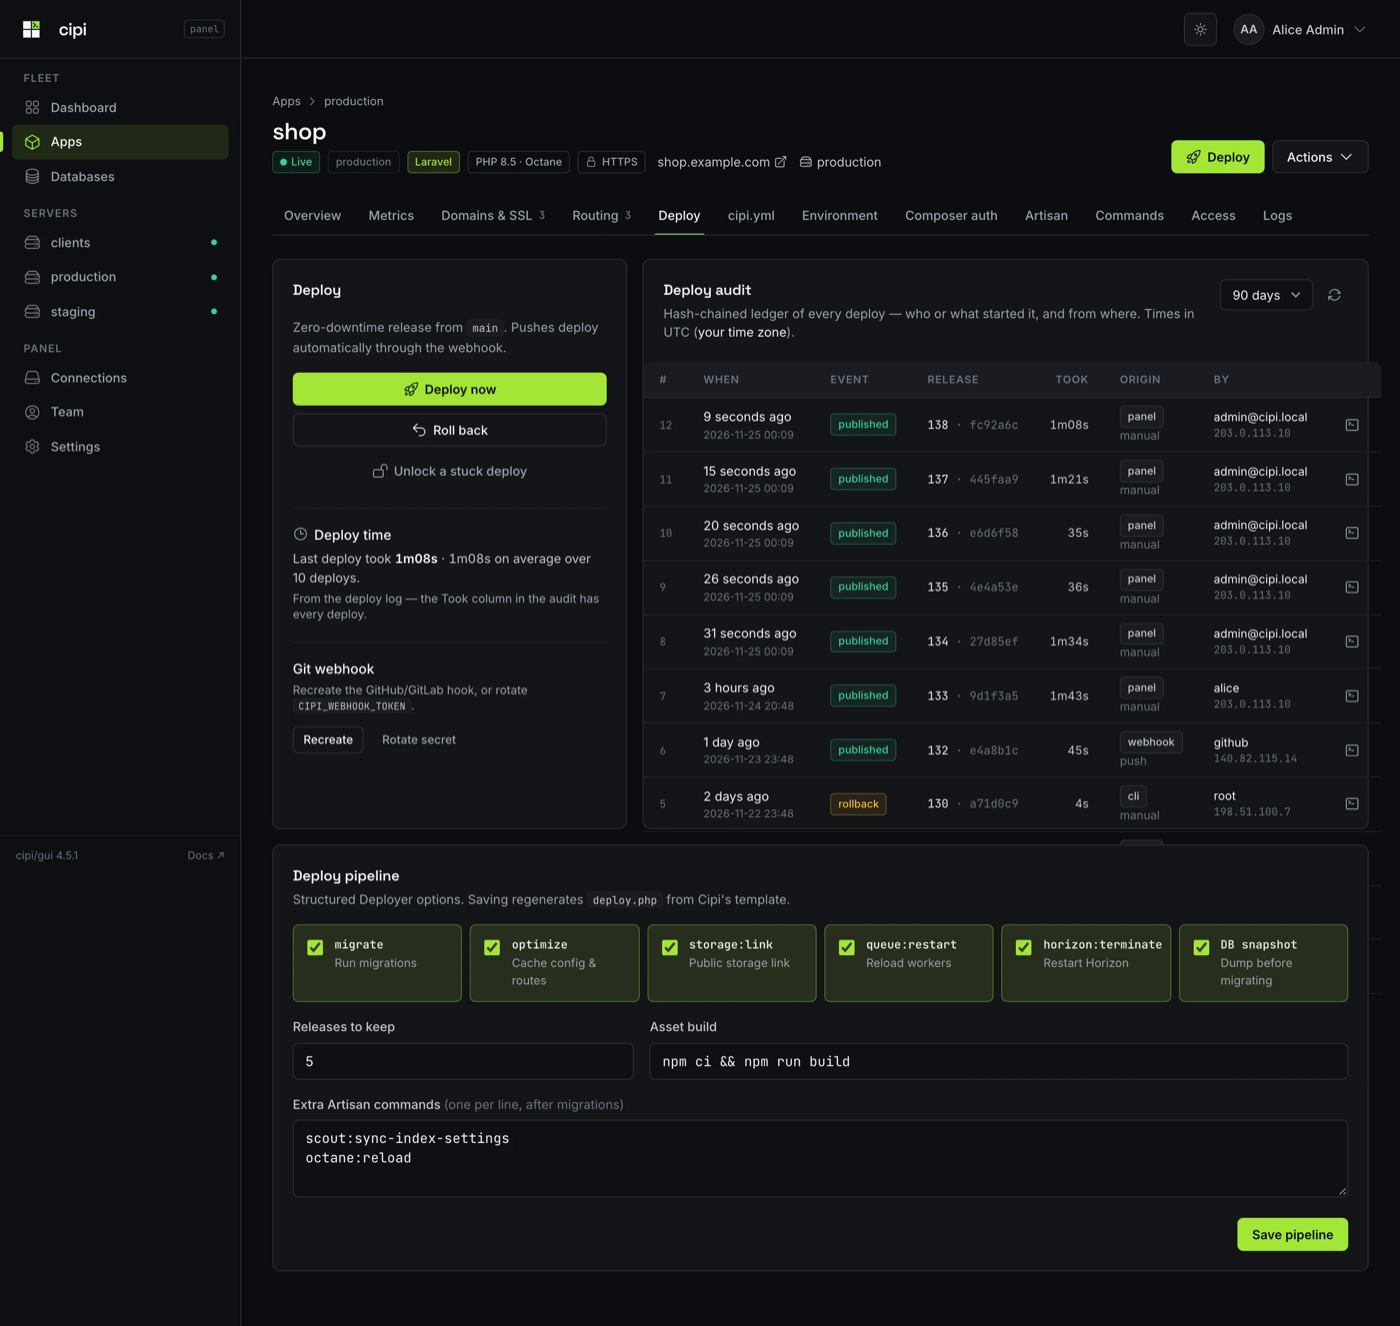 cipi
panel
AA
Alice Admin
FLEET
Dashboard
Apps
Databases
SERVERS
clients
production
staging
PANEL
Connections
Team
Settings
cipi/gui 4.5.1
Docs ↗
Apps > production
shop
Live
production
Laravel
PHP 8.5 · Octane
HTTPS
shop.example.com
production
Deploy
Actions
Overview
Metrics
Domains & SSL 3
Routing 3
Deploy
cipi.yml
Environment
Composer auth
Artisan
Commands
Access
Logs
Deploy
Zero-downtime release from main . Pushes deploy
automatically through the webhook.
Deploy now
Roll back
Unlock a stuck deploy
Deploy time
Last deploy took 1m08s · 1m08s on average over
10 deploys.
From the deploy log — the Took column in the audit has
every deploy.
Git webhook
Recreate the GitHub/GitLab hook, or rotate
CIPI_WEBHOOK_TOKEN .
Recreate
Rotate secret
Deploy audit
Hash-chained ledger of every deploy — who or what started it, and from where. Times in
UTC (your time zone).
90 days
# WHEN EVENT RELEASE TOOK ORIGIN BY
12 9 seconds ago published 138 · fc92a6c 1m08s panel admin@cipi.local
2026-11-25 00:09 manual 203.0.113.10
11 15 seconds ago published 137 · 445faa9 1m21s panel admin@cipi.local
2026-11-25 00:09 manual 203.0.113.10
10 20 seconds ago published 136 · e6d6f58 35s panel admin@cipi.local
2026-11-25 00:09 manual 203.0.113.10
9 26 seconds ago published 135 · 4e4a53e 36s panel admin@cipi.local
2026-11-25 00:09 manual 203.0.113.10
8 31 seconds ago published 134 · 27d85ef 1m34s panel admin@cipi.local
2026-11-25 00:09 manual 203.0.113.10
7 3 hours ago published 133 · 9d1f3a5 1m43s panel alice
2026-11-24 20:48 manual 203.0.113.10
6 1 day ago published 132 · e4a8b1c 45s webhook github
2026-11-23 23:48 push 140.82.115.14
5 2 days ago rollback 130 · a71d0c9 4s cli root
2026-11-22 23:48 manual 198.51.100.7
Deploy pipeline
Structured Deployer options. Saving regenerates deploy.php from Cipi's template.
migrate
Run migrations
optimize
Cache config &
routes
storage:link
Public storage link
queue:restart
Reload workers
horizon:terminate
Restart Horizon
DB snapshot
Dump before
migrating
Releases to keep
5
Asset build
npm ci && npm run build
Extra Artisan commands (one per line, after migrations)
scout:sync-index-settings
octane:reload
Save pipeline